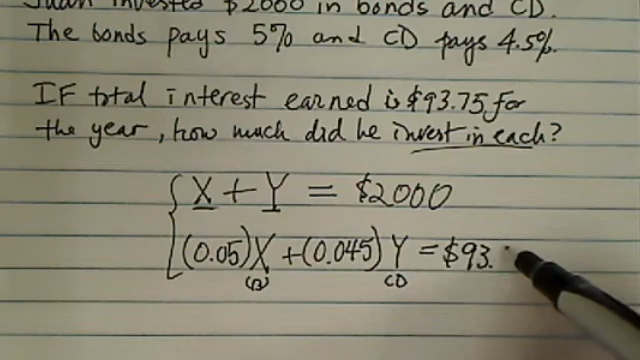 Juan invested $2000 in bonds and CD.
The bonds pays 5% and CD pays 4.5%.
IF total interest earned is $93.75 for
the year, how much did he invest in each?
X + Y = $2000
(0.05)X + (0.045)Y = $93.
(B) CD